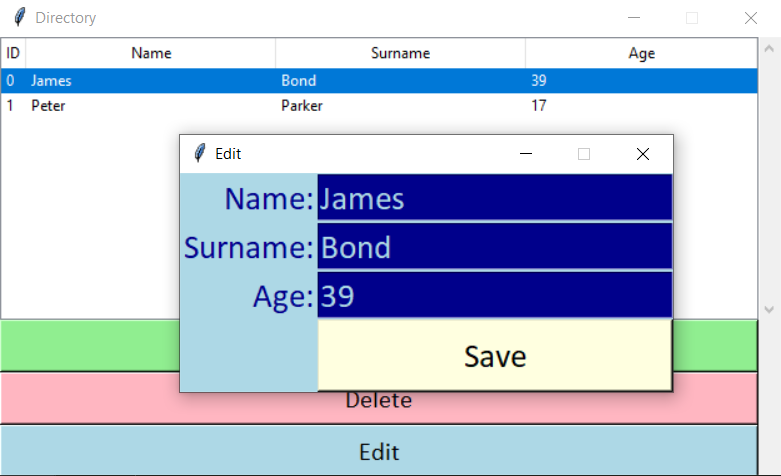 Directory
ID Name Surname Age
0 James Bond 39
1 Peter Parker 17
Edit
Name: James
Surname: Bond
Age: 39
Save
Delete
Edit